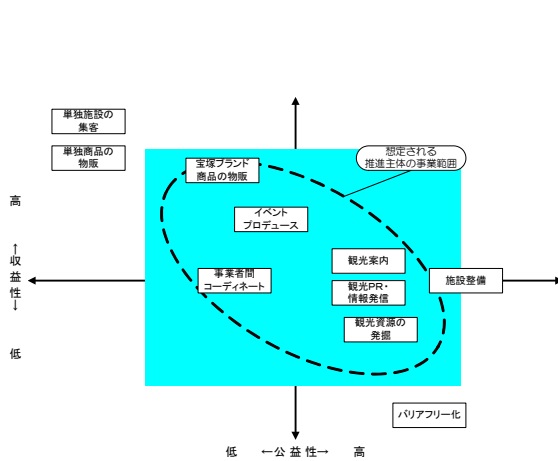 単独施設の
集客
単独商品の
物販
想定される
推進主体の事業範囲
宝塚ブランド
商品の物販
イベント
プロデュース
高
↑
収
益
性
↓
低
観光案内
事業者間
コーディネート
施設整備
観光PR・
情報発信
観光資源の
発掘
バリアフリー化
低 ←公益性→ 高